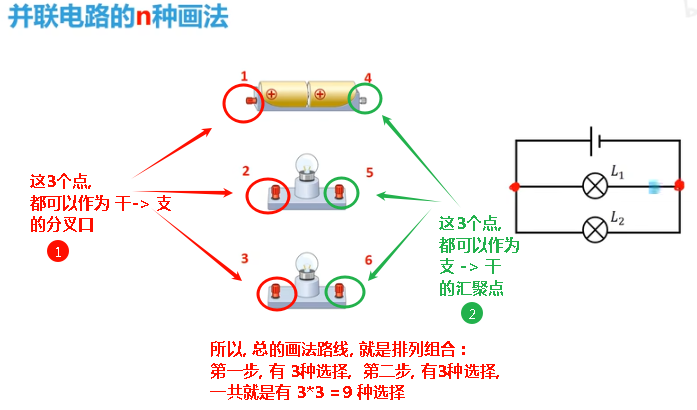 并联电路的n种画法
1
4
2
5
3
6
这3个点,
都可以作为 干-> 支
的分叉口
1
这3个点,
都可以作为
支 -> 干
的汇聚点
2
L₁
L₂
所以, 总的画法路线, 就是排列组合 :
第一步, 有 3种选择, 第二步, 有3种选择,
一共就是有 3*3 =9 种选择